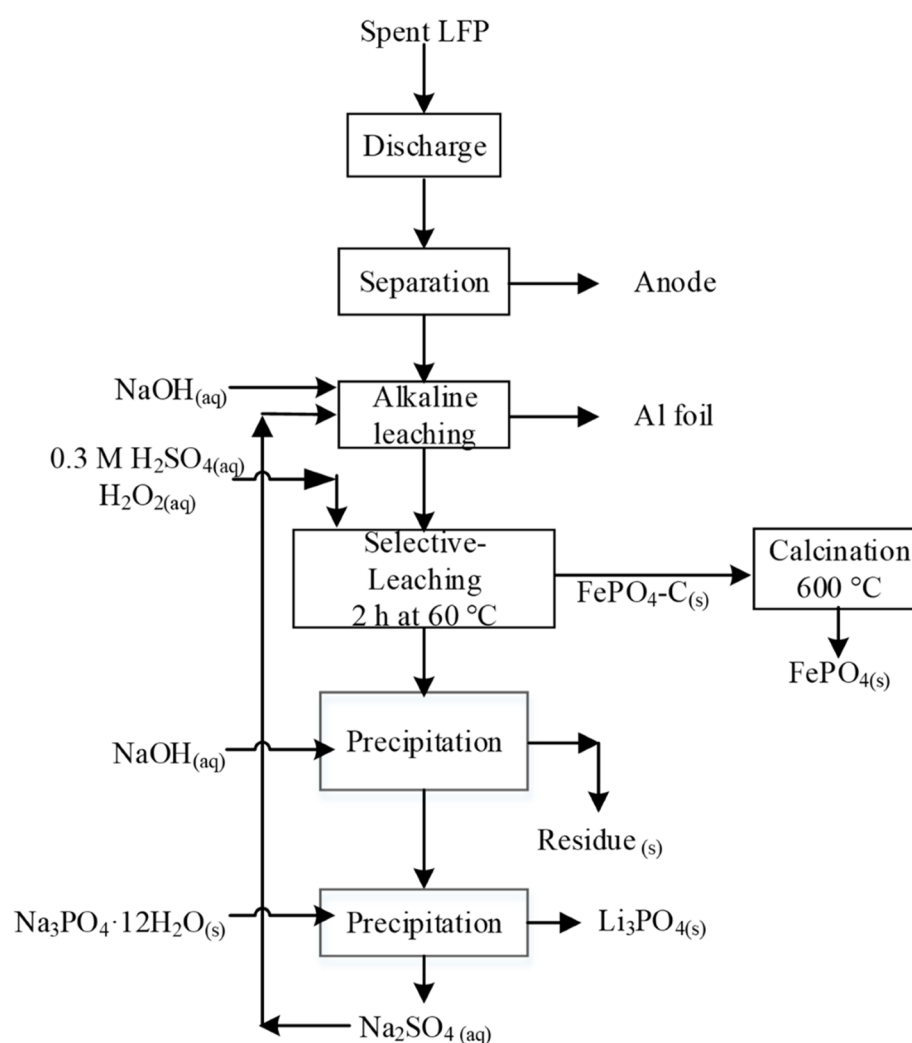 Spent LFP
Discharge
Separation
Anode
NaOH(aq)
Alkaline
leaching
Al foil
0.3 M H₂SO₄(aq)
H₂O₂(aq)
Selective-
Leaching
2 h at 60 °C
FePO₄-C(s)
Calcination
600 °C
FePO₄(s)
NaOH(aq)
Precipitation
Residue (s)
Na₃PO₄·12H₂O(s)
Precipitation
Li₃PO₄(s)
Na₂SO₄ (aq)